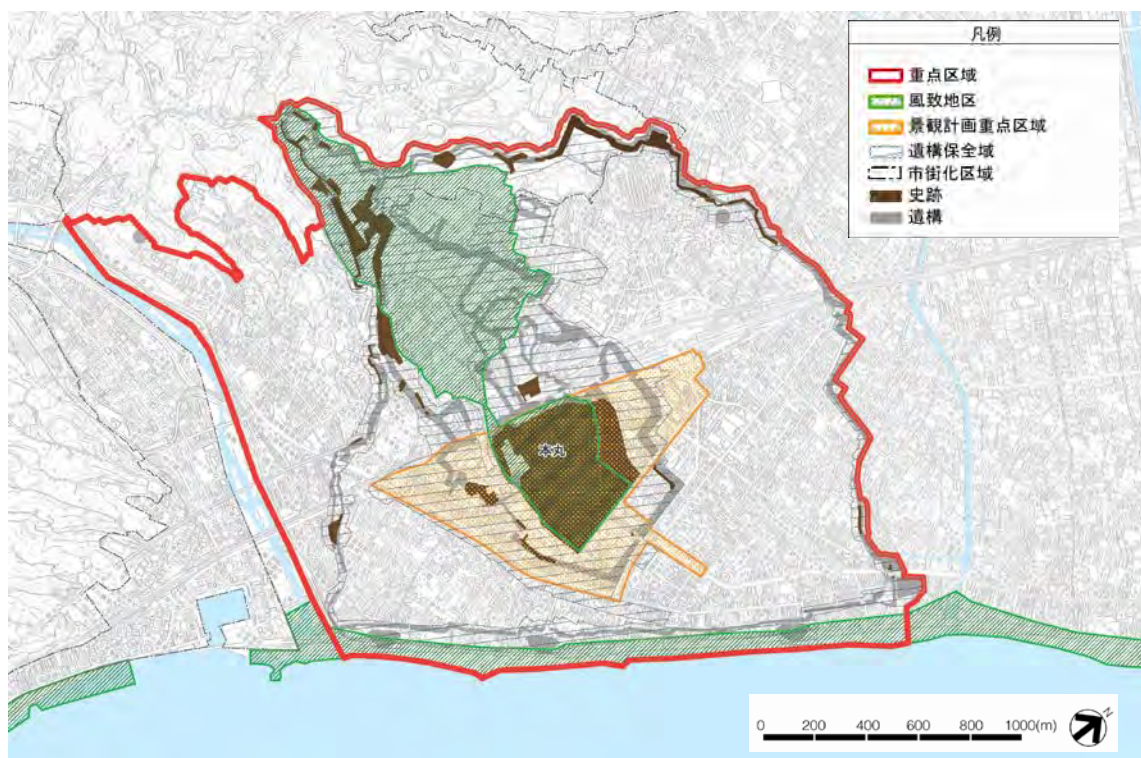 凡例
重点区域
風致地区
景観計画重点区域
遺構保全域
市街化区域
史跡
遺構
本丸
0 200 400 600 800 1000(m)
N